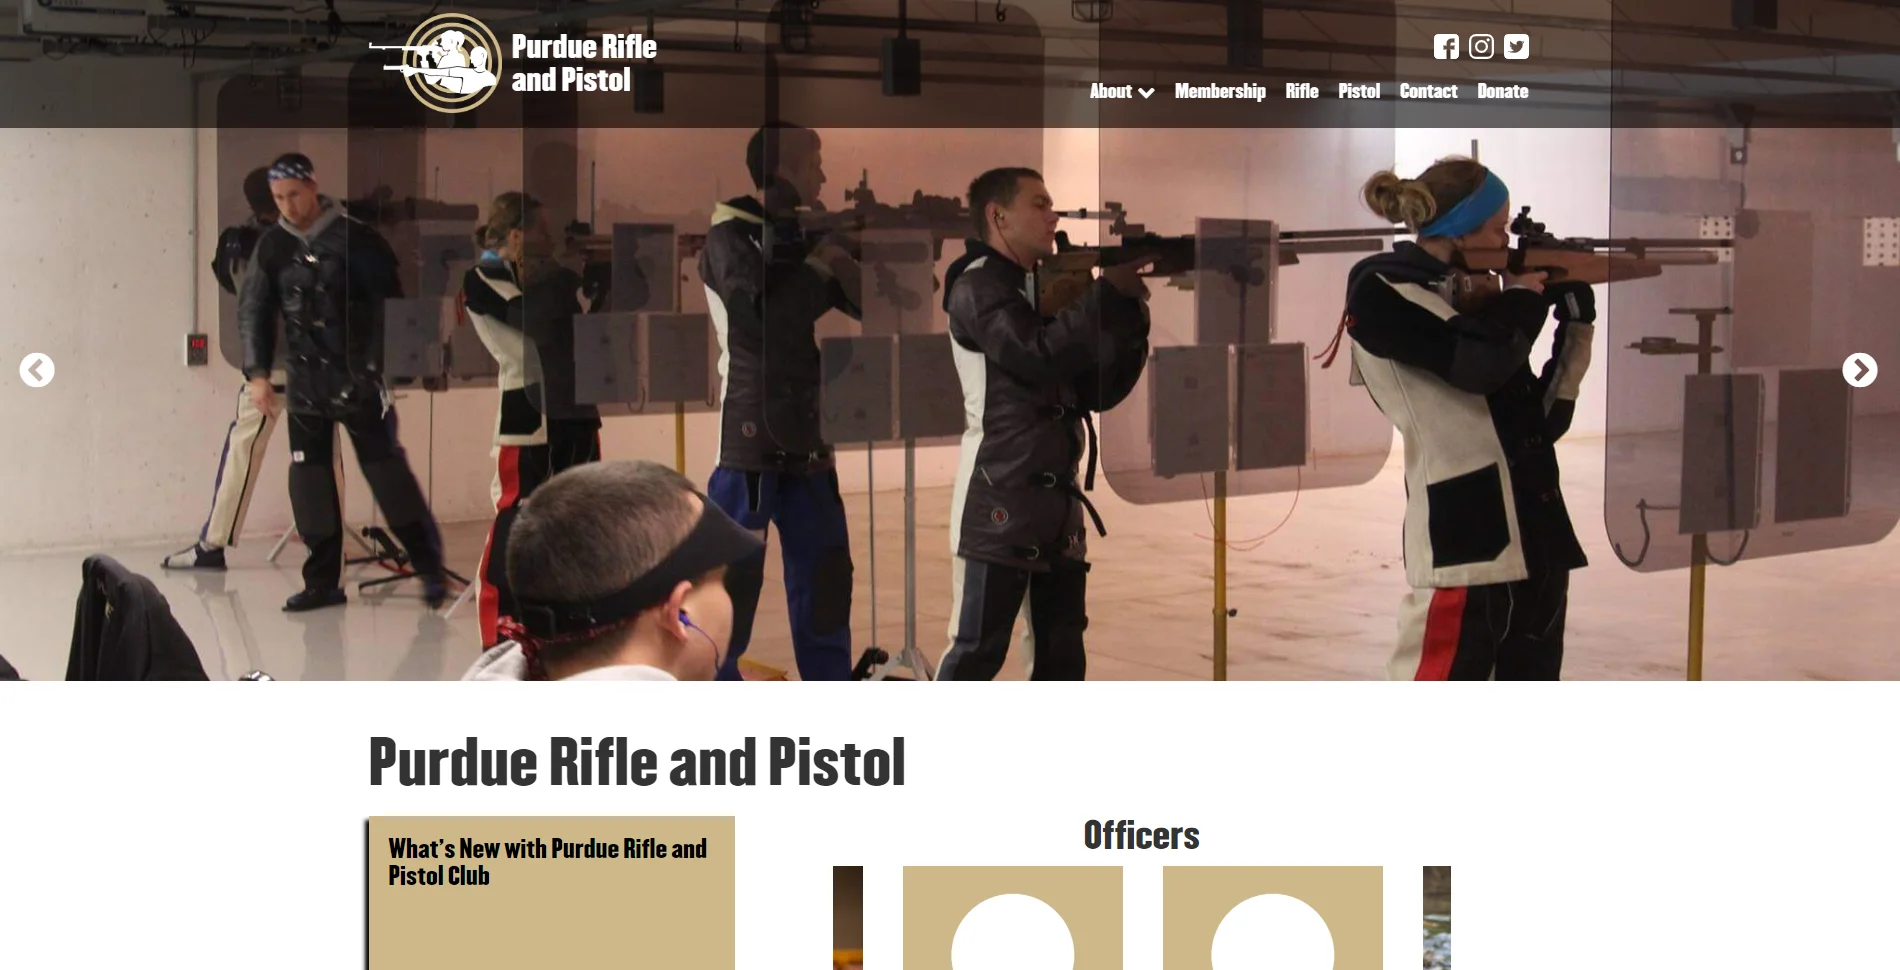 Purdue Rifle
and Pistol
About
Membership
Rifle
Pistol
Contact
Donate
Purdue Rifle and Pistol
What's New with Purdue Rifle and
Pistol Club
Officers